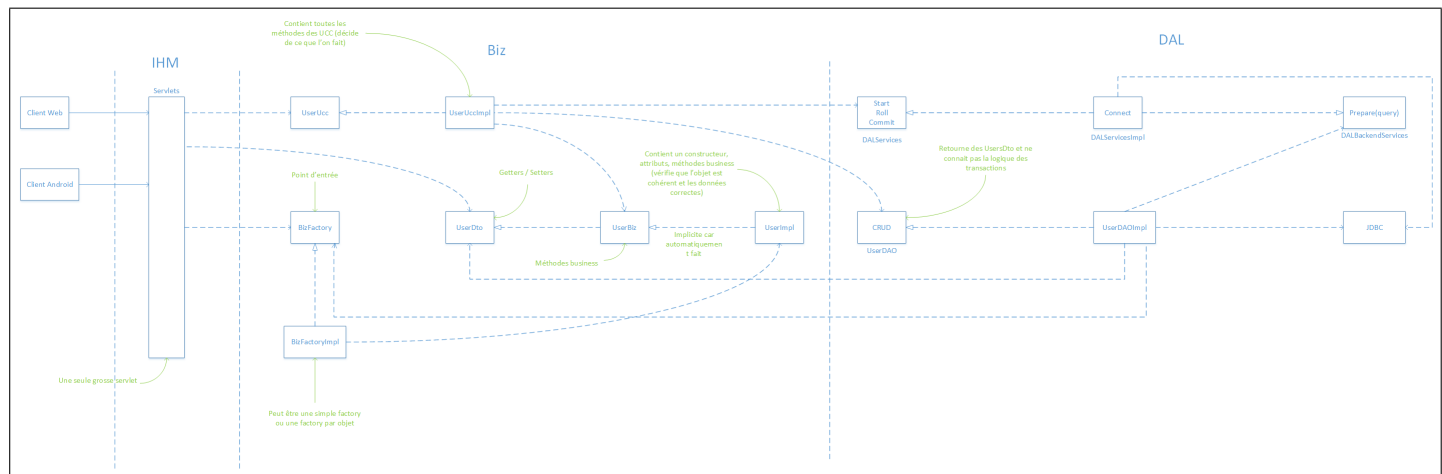 Contient toutes les
méthodes des UCC (décide
de ce que l'on fait)
IHM
Biz
DAL
Servlets
Client Web
UserUcc
UserUccImpl
Start
Roll
Commit
DALServices
Connect
DALServicesImpl
Prepare(query)
DALBackendServices
Client Android
Point d'entrée
Getters / Setters
Contient un constructeur,
attributs, méthodes business
(vérifie que l'objet est
cohérent et les données
correctes)
Retourne des UsersDto et ne
connait pas la logique des
transactions
BizFactory
UserDto
UserBiz
UserImpl
CRUD
UserDAO
UserDAOImpl
JDBC
Implicite car
automatiquemen
t fait
Méthodes business
BizFactoryImpl
Une seule grosse servlet
Peut être une simple factory
ou une factory par objet